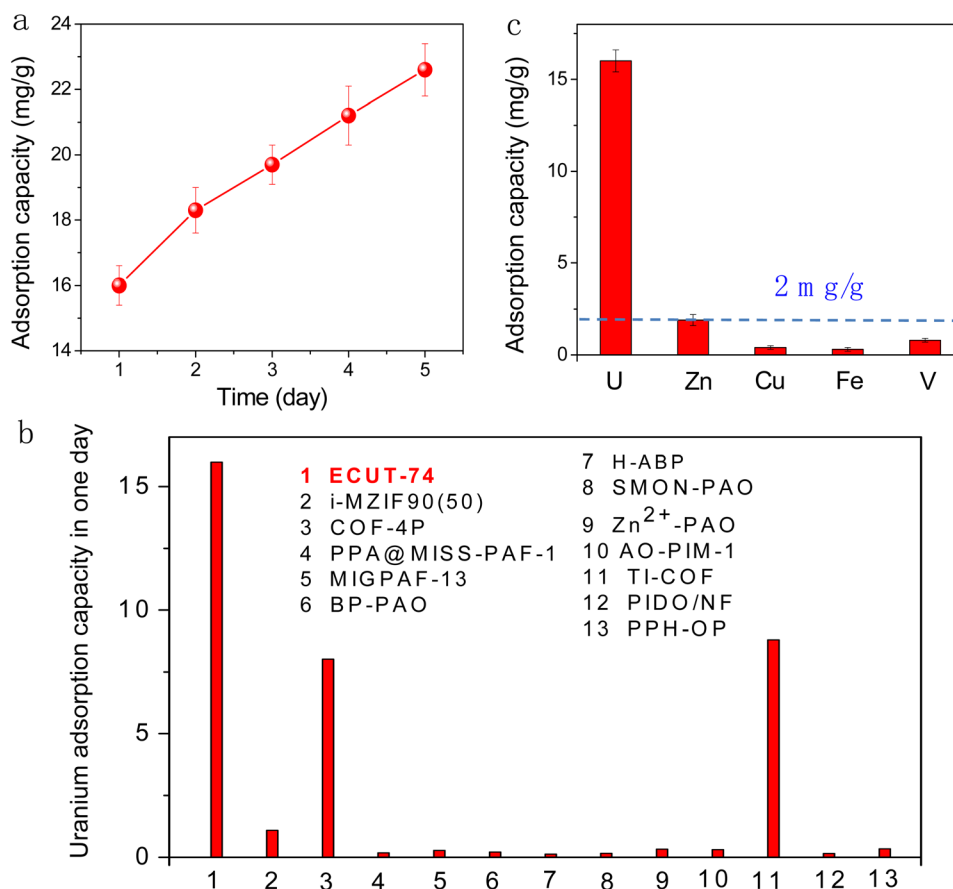 a
Adsorption capacity (mg/g)
24
22
20
18
16
14
1 2 3 4 5
Time (day)
c
Adsorption capacity (mg/g)
15
10
5
0
2 mg/g
U Zn Cu Fe V
b
Uranium adsorption capacity in one day
15
10
5
0
1 ECUT-74
2 i-MZIF90(50)
3 COF-4P
4 PPA@MISS-PAF-1
5 MIGPAF-13
6 BP-PAO
7 H-ABP
8 SMON-PAO
9 Zn²⁺-PAO
10 AO-PIM-1
11 TI-COF
12 PIDO/NF
13 PPH-OP
1 2 3 4 5 6 7 8 9 10 11 12 13